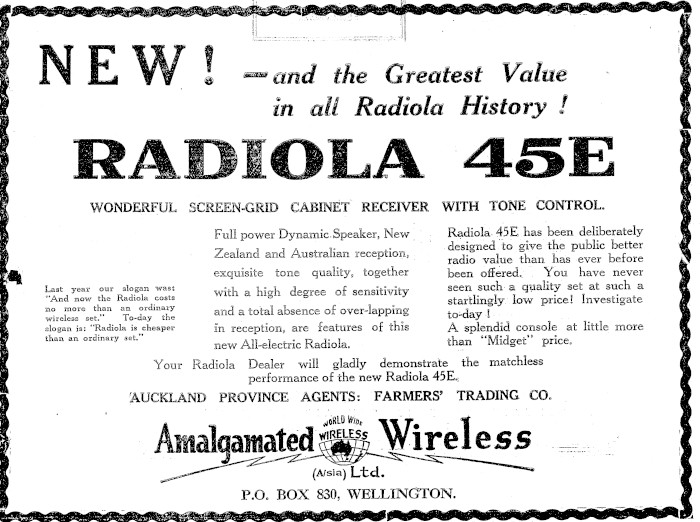 NEW! —and the Greatest Value
in all Radiola History !
RADIOLA 45E
WONDERFUL SCREEN-GRID CABINET RECEIVER WITH TONE CONTROL.
Last year our slogan was:
"And now the Radiola costs
no more than an ordinary
wireless set." To-day the
slogan is: "Radiola is cheaper
than an ordinary set."
Full power Dynamic Speaker, New
Zealand and Australian reception,
exquisite tone quality, together
with a high degree of sensitivity
and a total absence of over-lapping
in reception, are features of this
new All-electric Radiola.
Radiola 45E has been deliberately
designed to give the public better
radio value than has ever before
been offered. You have never
seen such a quality set at such a
startlingly low price! Investigate
to-day !
A splendid console at little more
than "Midget" price.
Your Radiola Dealer will gladly demonstrate the matchless
performance of the new Radiola 45E.
AUCKLAND PROVINCE AGENTS: FARMERS' TRADING CO.
WORLD WIDE
WIRELESS
Amalgamated Wireless
(A/sia) Ltd.
P.O. BOX 830, WELLINGTON.